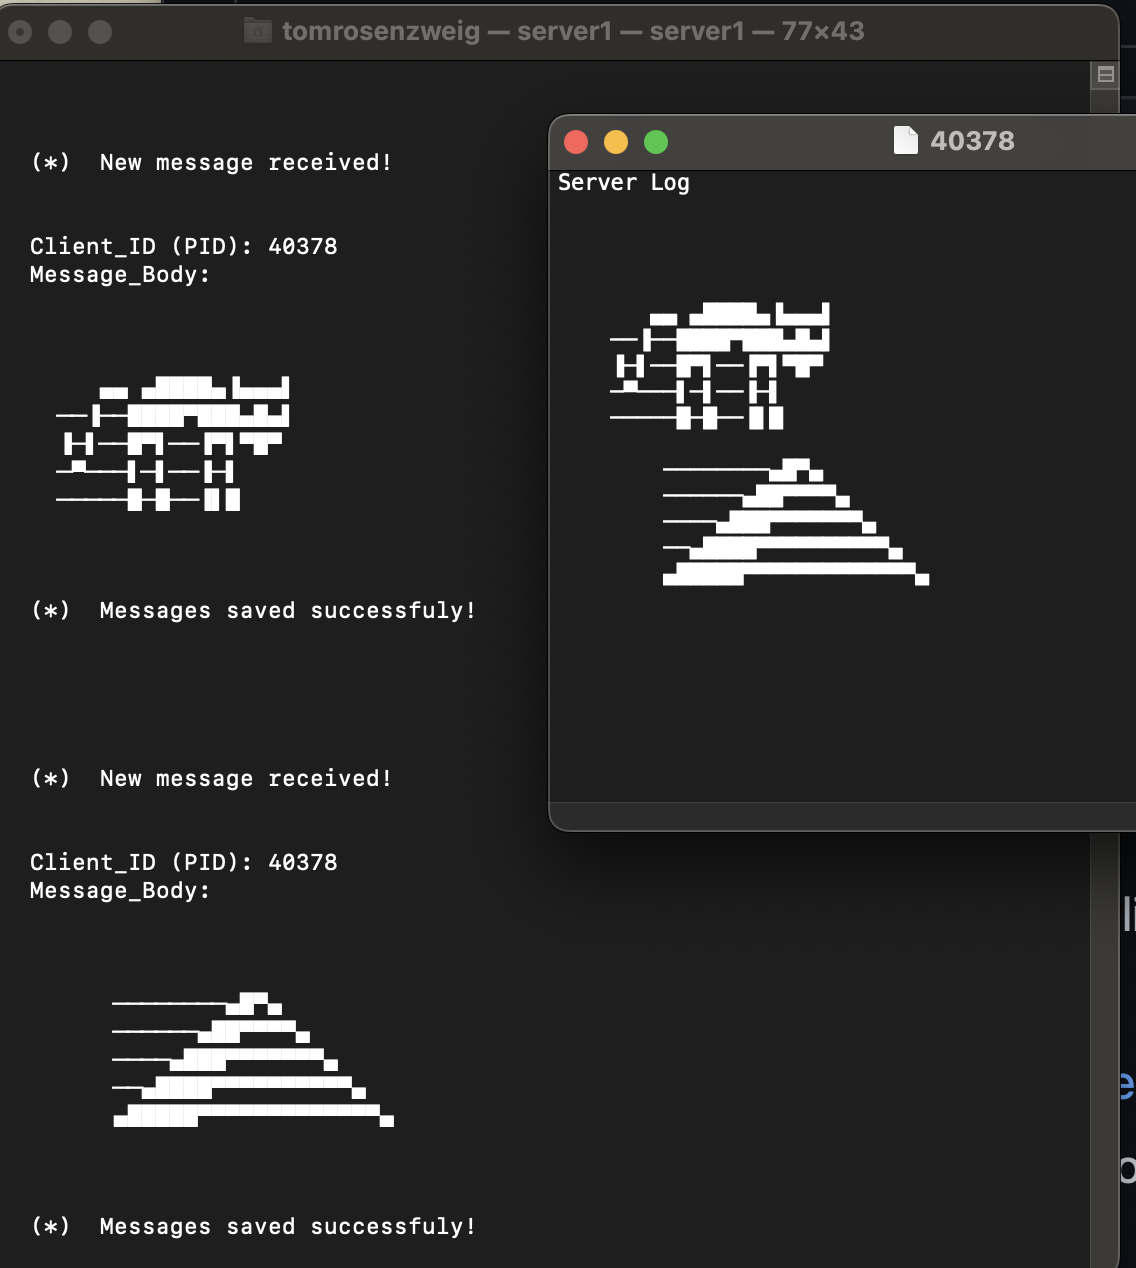 tomrosenzweig — server1 — server1 — 77×43
(*)  New message received!
Client_ID (PID): 40378
Message_Body:
(*)  Messages saved successfuly!
(*)  New message received!
Client_ID (PID): 40378
Message_Body:
(*)  Messages saved successfuly!
40378
Server Log